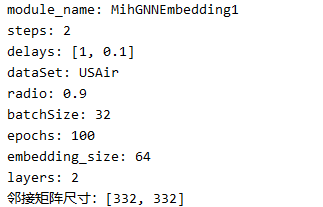 module_name: MihGNNEmbedding1
steps: 2
delays: [1, 0.1]
dataSet: USAir
radio: 0.9
batchSize: 32
epochs: 100
embedding_size: 64
layers: 2
邻接矩阵尺寸: [332, 332]